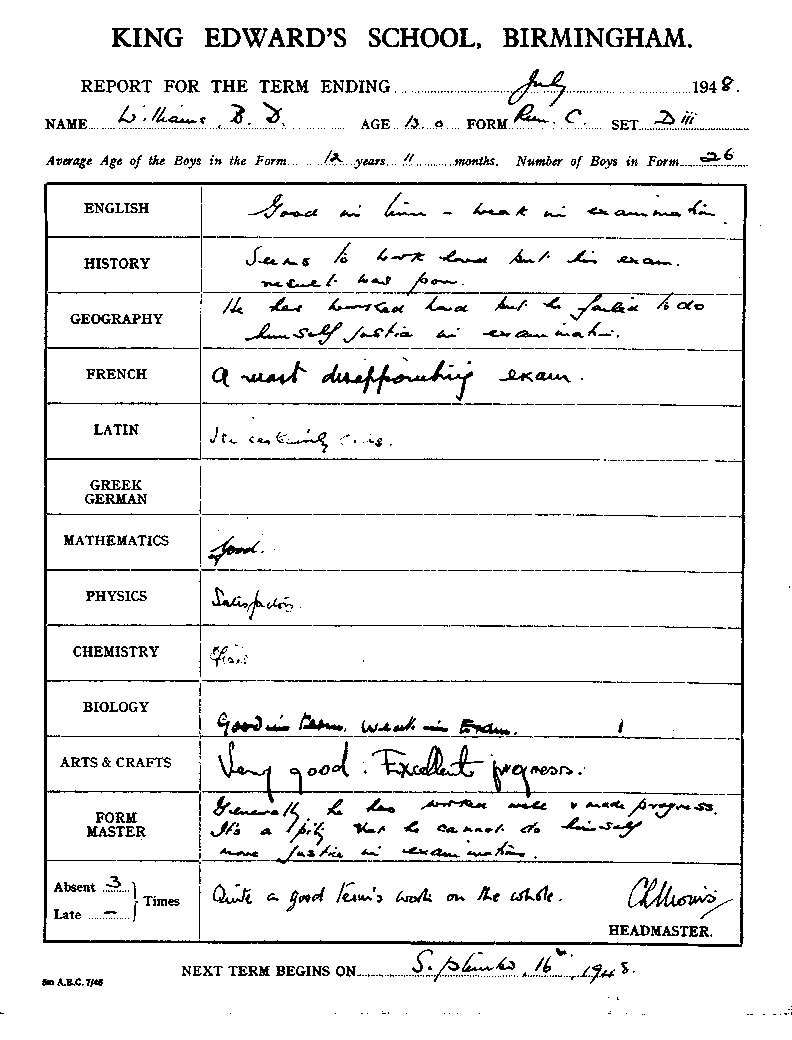 KING EDWARD'S SCHOOL, BIRMINGHAM.
REPORT FOR THE TERM ENDING July 1948.
NAME Williams, B. D. AGE 13.0 FORM Rem. C. SET D iii
Average Age of the Boys in the Form 12 years 11 months. Number of Boys in Form 26
ENGLISH Good in term - weak in examination.
HISTORY Seems to work hard but his exam.
result was poor.
GEOGRAPHY He has worked hard but he failed to do
himself justice in examination.
FRENCH A most disappointing exam.
LATIN certainly
GREEK
GERMAN
MATHEMATICS Good.
PHYSICS Satisfactory.
CHEMISTRY Fair
BIOLOGY Good in term. Weak in Exam.
ARTS & CRAFTS Very good. Excellent progress.
FORM
MASTER
Generally he has worked well & made progress.
It's a pity that he cannot do himself
more justice in examinations.
Absent 3
Late -
Times
Quite a good term's work on the whole.
HEADMASTER.
NEXT TERM BEGINS ON September 16th, 1948.
5m A.B.C. 7/46